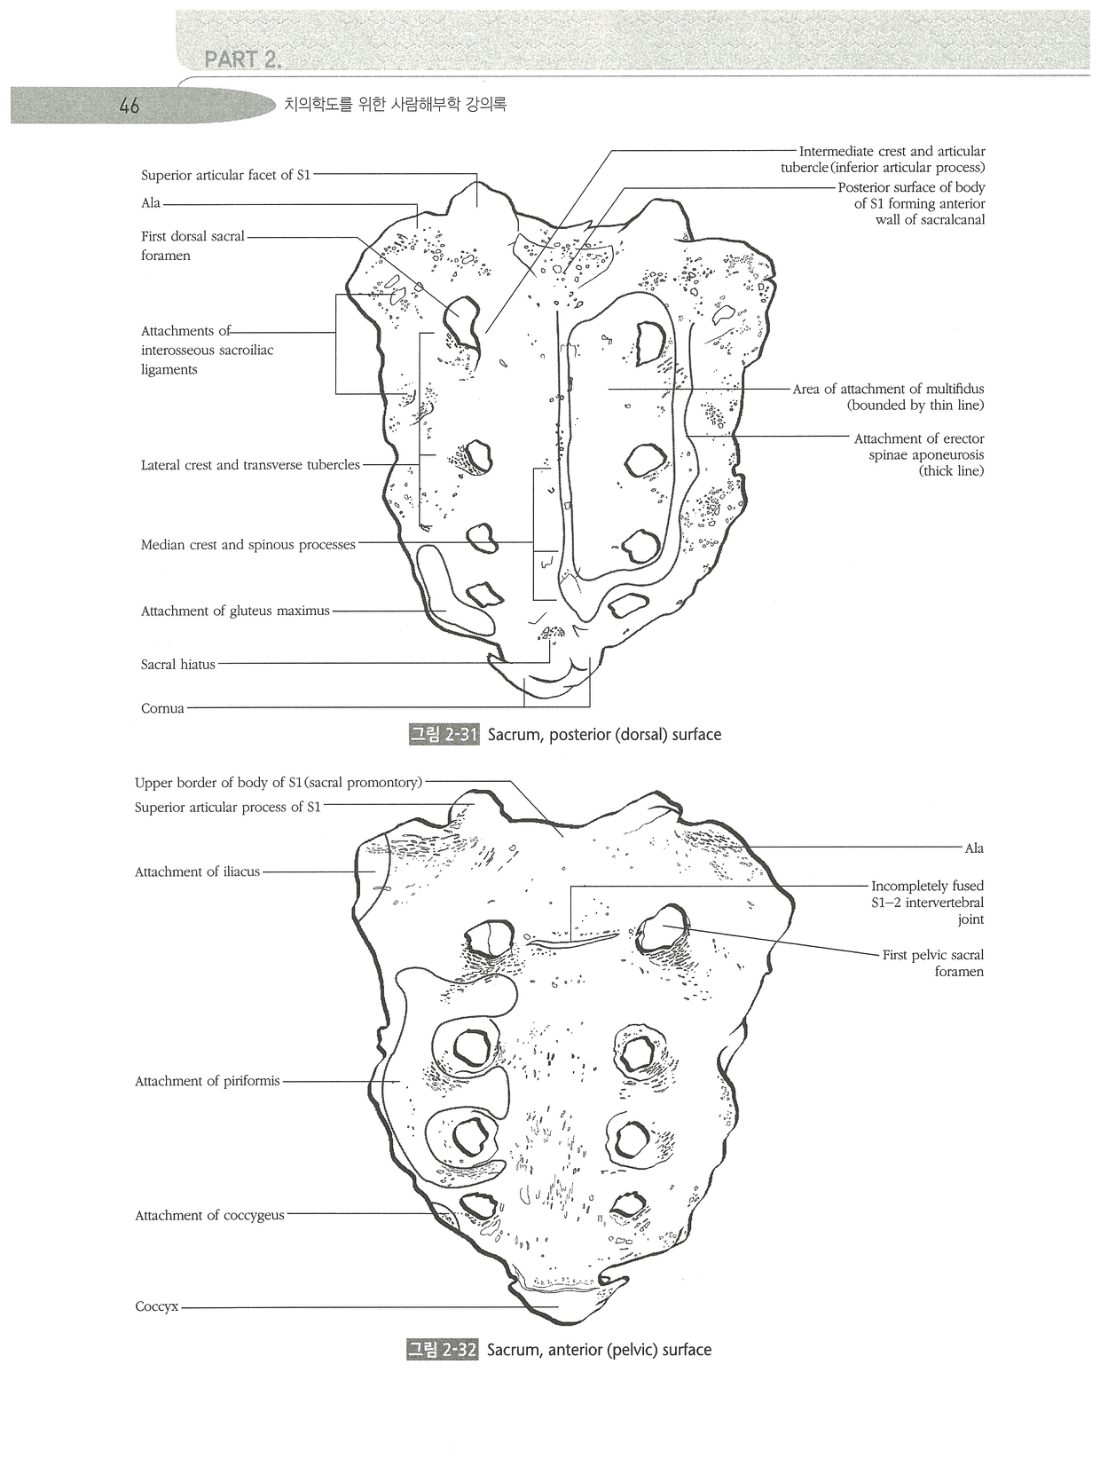 PART 2.
46
치의학도를 위한 사람해부학 강의록
Superior articular facet of S1
Ala
First dorsal sacral
foramen
Attachments of
interosseous sacroiliac
ligaments
Lateral crest and transverse tubercles
Median crest and spinous processes
Attachment of gluteus maximus
Sacral hiatus
Cornua
Intermediate crest and articular
tubercle(inferior articular process)
Posterior surface of body
of S1 forming anterior
wall of sacralcanal
Area of attachment of multifidus
(bounded by thin line)
Attachment of erector
spinae aponeurosis
(thick line)
그림 2-31 Sacrum, posterior (dorsal) surface
Upper border of body of S1(sacral promontory)
Superior articular process of S1
Attachment of iliacus
Attachment of piriformis
Attachment of coccygeus
Coccyx
Ala
Incompletely fused
S1–2 intervertebral
joint
First pelvic sacral
foramen
그림 2-32 Sacrum, anterior (pelvic) surface